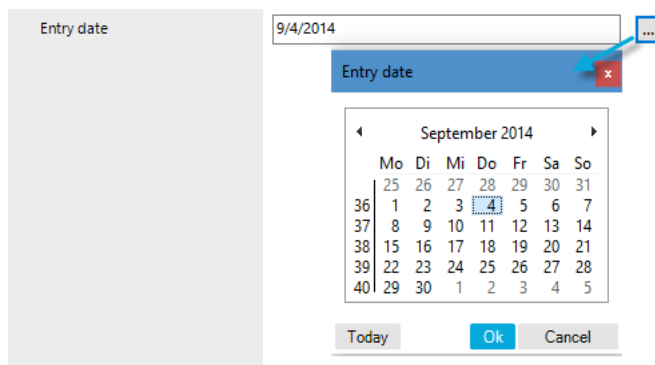 Entry date 9/4/2014 ...
Entry date x
September 2014
Mo Di Mi Do Fr Sa So
25 26 27 28 29 30 31
36 1 2 3 4 5 6 7
37 8 9 10 11 12 13 14
38 15 16 17 18 19 20 21
39 22 23 24 25 26 27 28
40 29 30 1 2 3 4 5
Today Ok Cancel